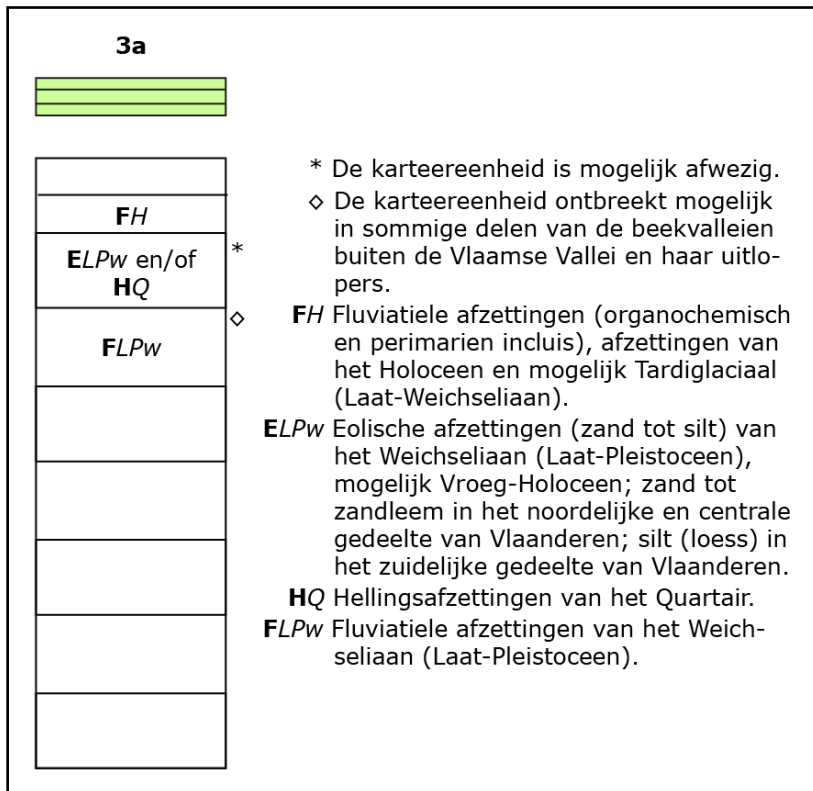 3a
FH
ELPw en/of
HQ
*
◇
FLPw
* De karteereenheid is mogelijk afwezig.
◇ De karteereenheid ontbreekt mogelijk
in sommige delen van de beekvalleien
buiten de Vlaamse Vallei en haar uitlo-
pers.
FH Fluviatiele afzettingen (organochemisch
en perimarien incluis), afzettingen van
het Holoceen en mogelijk Tardiglaciaal
(Laat-Weichseliaan).
ELPw Eolische afzettingen (zand tot silt) van
het Weichseliaan (Laat-Pleistoceen),
mogelijk Vroeg-Holoceen; zand tot
zandleem in het noordelijke en centrale
gedeelte van Vlaanderen; silt (loess) in
het zuidelijke gedeelte van Vlaanderen.
HQ Hellingsafzettingen van het Quartair.
FLPw Fluviatiele afzettingen van het Weich-
seliaan (Laat-Pleistoceen).